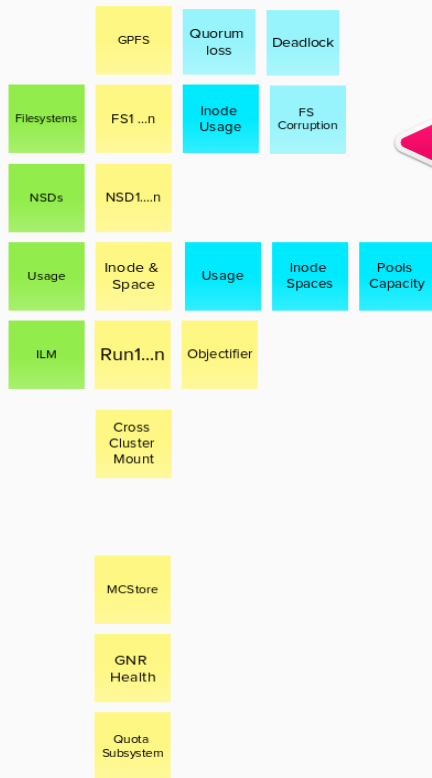 GPFS
Quorum
loss
Deadlock
Filesystems
FS1 ...n
Inode
Usage
FS
Corruption
NSDs
NSD1....n
Usage
Inode &
Space
Usage
Inode
Spaces
Pools
Capacity
ILM
Run1...n
Objectifier
Cross
Cluster
Mount
MCStore
GNR
Health
Quota
Subsystem